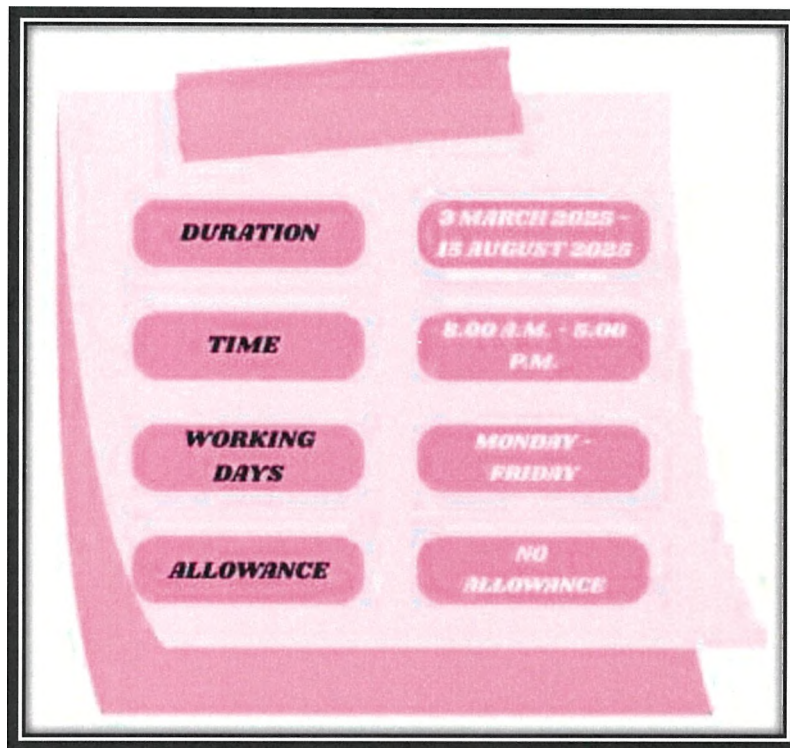 DURATION
3 MARCH 2025 -
15 AUGUST 2025
TIME
8.00 A.M. - 5.00
P.M.
WORKING
DAYS
MONDAY -
FRIDAY
ALLOWANCE
NO
ALLOWANCE